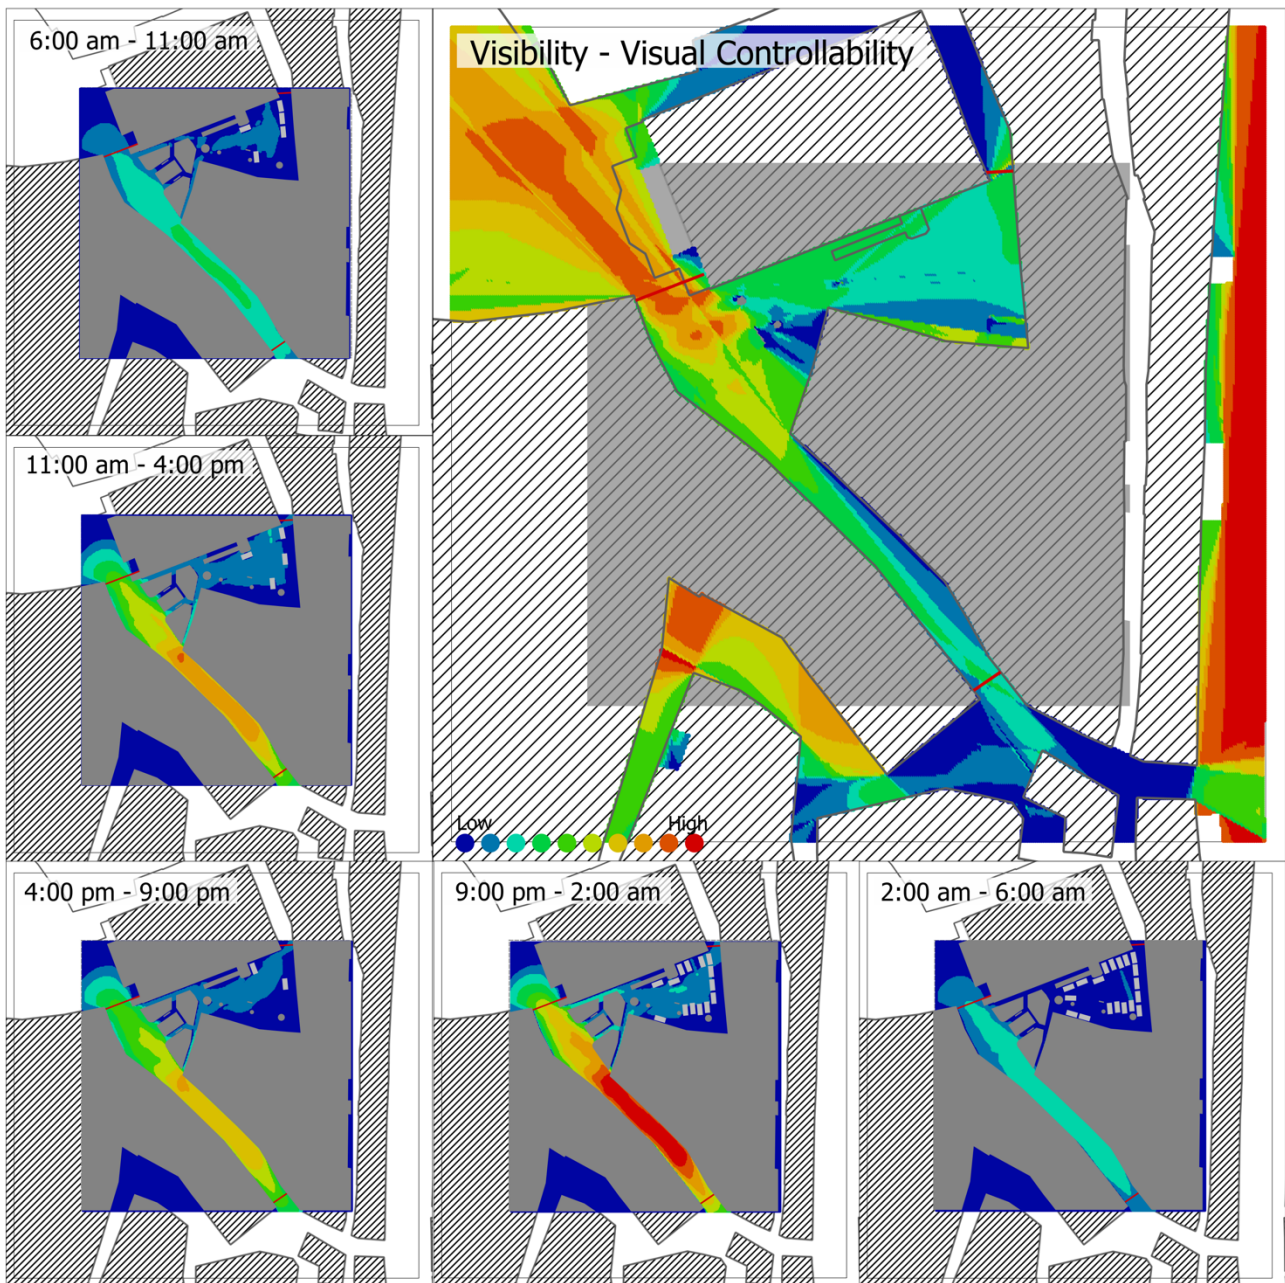 6:00 am - 11:00 am
Visibility - Visual Controllability
11:00 am - 4:00 pm
Low High
4:00 pm - 9:00 pm
9:00 pm - 2:00 am
2:00 am - 6:00 am